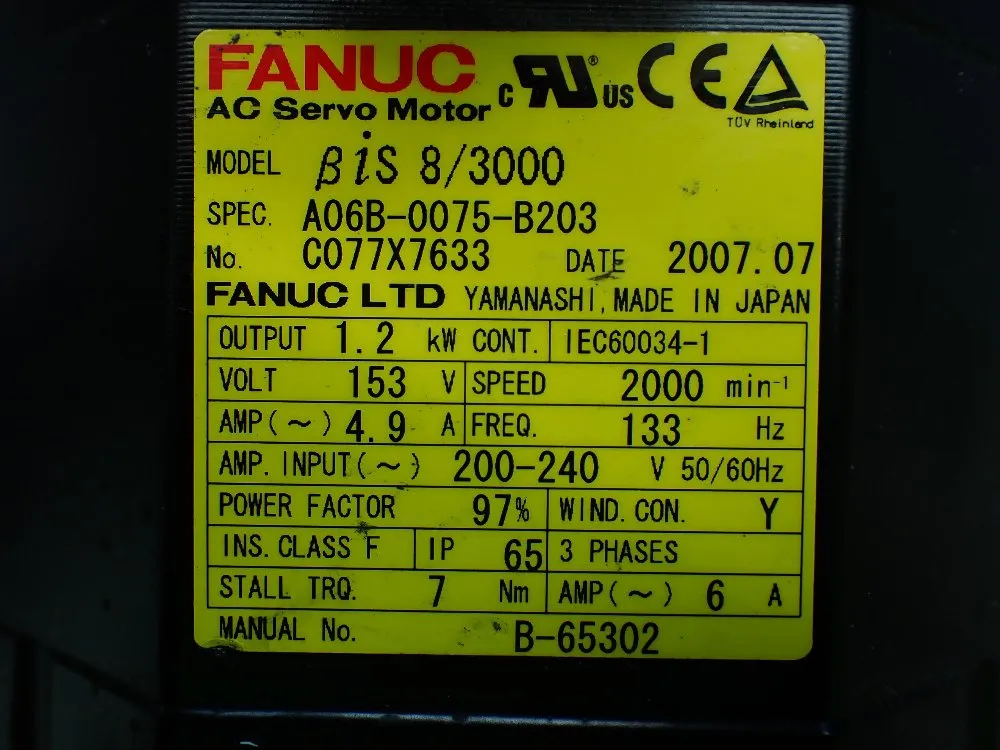 FANUC
AC Servo Motor
c RU® US CE
TÜV Rheinland
MODEL βiS 8/3000
SPEC. A06B-0075-B203
No. C077X7633 DATE 2007.07
FANUC LTD YAMANASHI, MADE IN JAPAN
OUTPUT 1.2 kW CONT. IEC60034-1
VOLT 153 V SPEED 2000 min-1
AMP(~) 4.9 A FREQ. 133 Hz
AMP. INPUT(~) 200-240 V 50/60Hz
POWER FACTOR 97% WIND. CON. Y
INS. CLASS F IP 65 3 PHASES
STALL TRQ. 7 Nm AMP(~) 6 A
MANUAL No. B-65302